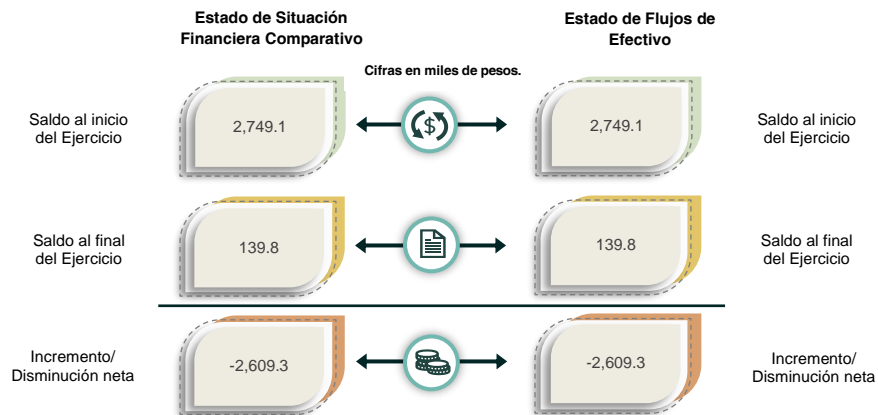 Estado de Situación
Financiera Comparativo
Estado de Flujos de
Efectivo
Cifras en miles de pesos.
Saldo al inicio
del Ejercicio
2,749.1
$
2,749.1
Saldo al inicio
del Ejercicio
Saldo al final
del Ejercicio
139.8
139.8
Saldo al final
del Ejercicio
Incremento/
Disminución neta
-2,609.3
-2,609.3
Incremento/
Disminución neta